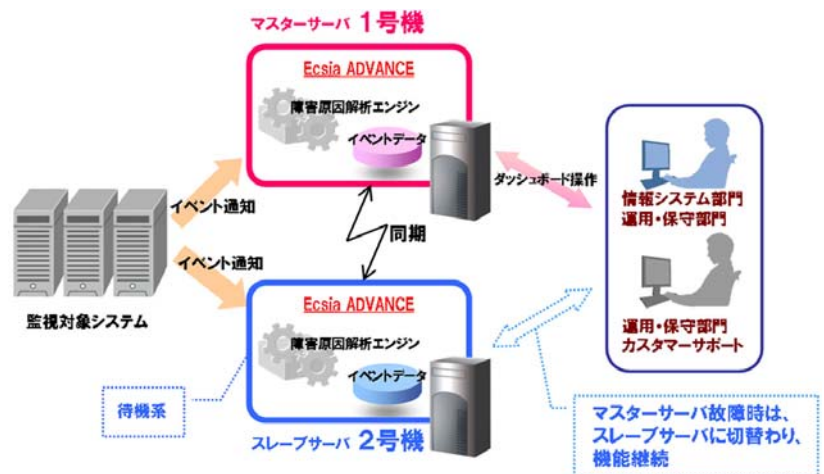 マスターサーバ 1号機
Ecsia ADVANCE
障害原因解析エンジン
イベントデータ
イベント通知
ダッシュボード操作
情報システム部門
運用・保守部門
同期
イベント通知
監視対象システム
Ecsia ADVANCE
障害原因解析エンジン
イベントデータ
運用・保守部門
カスタマーサポート
待機系
スレーブサーバ 2号機
マスターサーバ故障時は、
スレーブサーバに切替わり、
機能継続